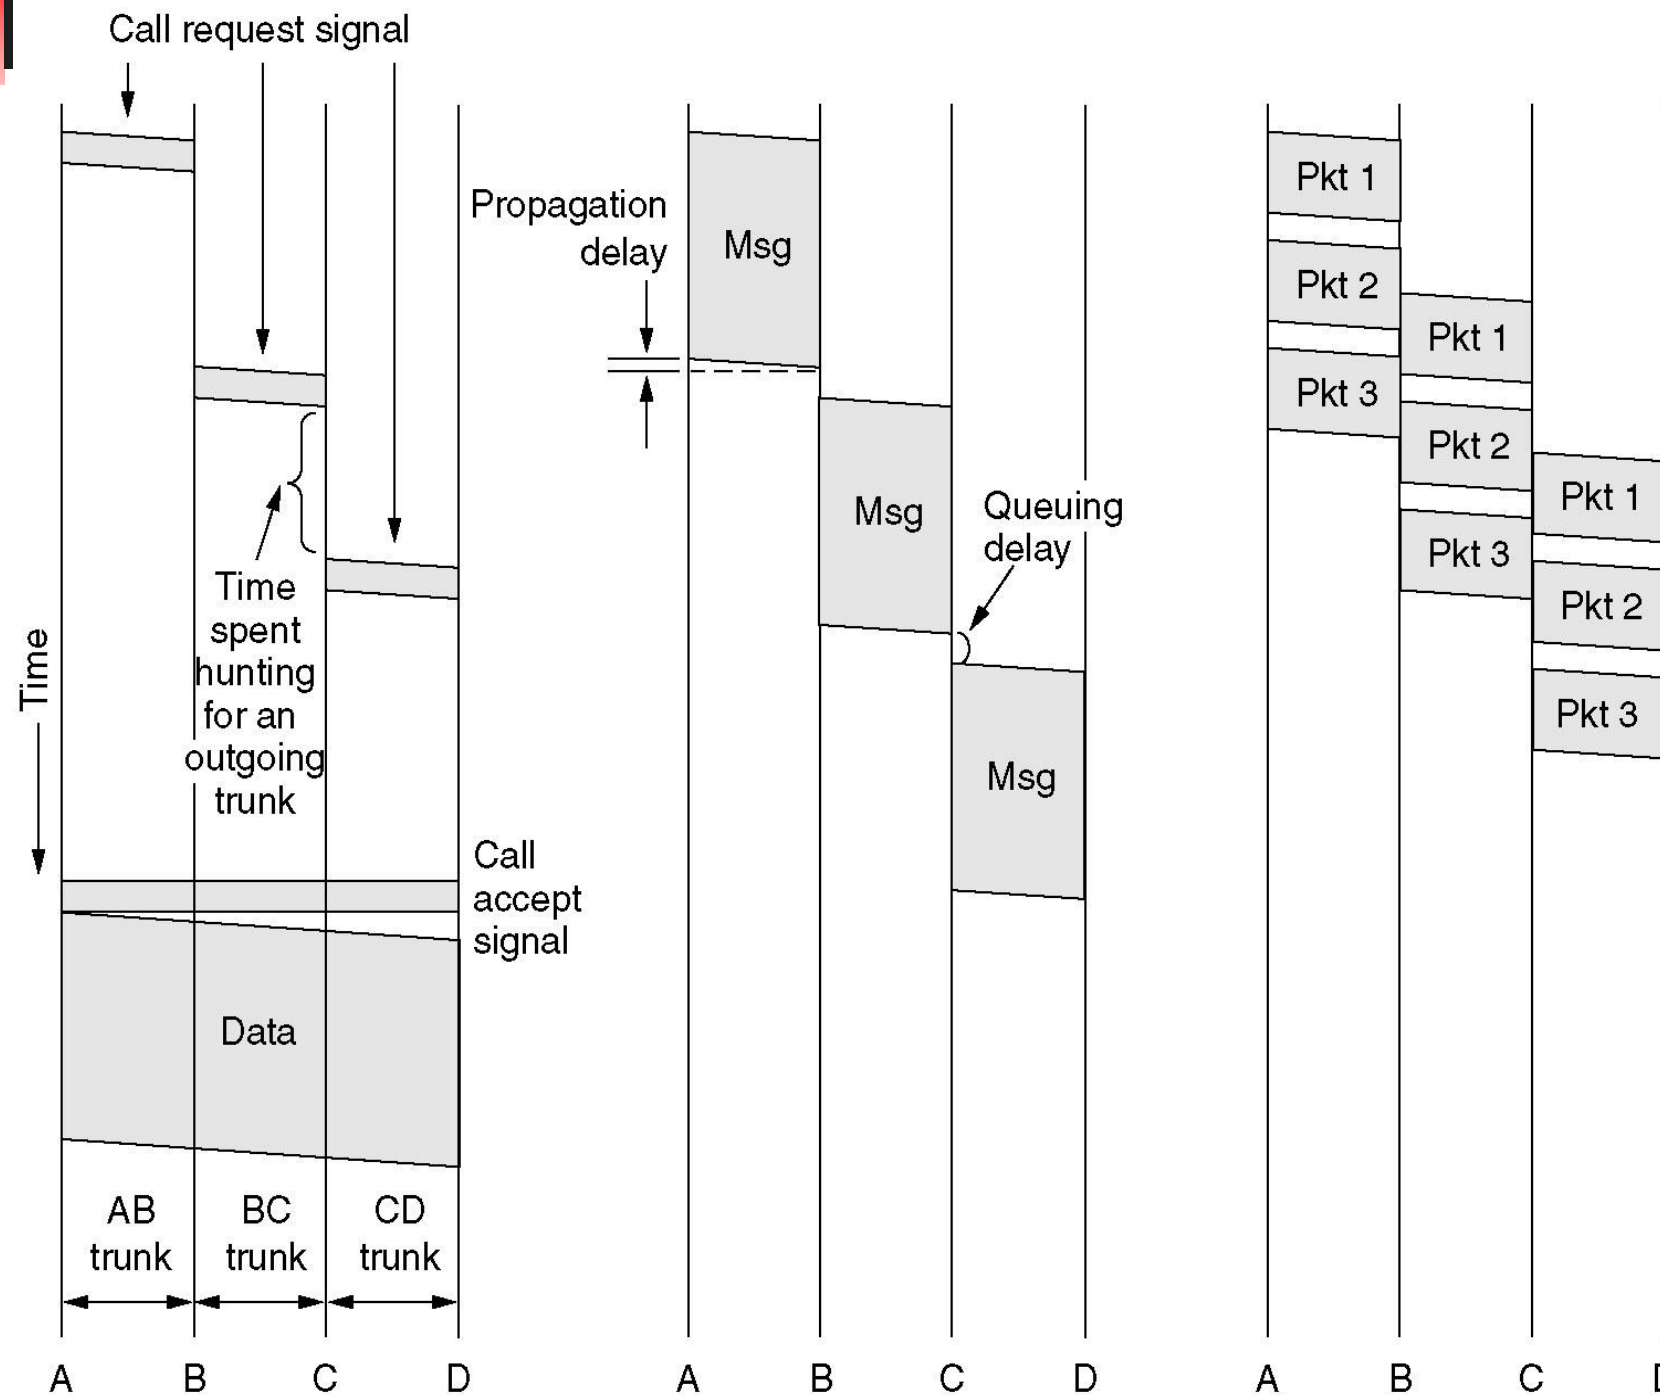 Call request signal
Propagation
delay
Msg
Msg
Msg
Queuing
delay
Time
spent
hunting
for an
outgoing
trunk
Time
Call
accept
signal
Data
AB
trunk
BC
trunk
CD
trunk
Pkt 1
Pkt 2
Pkt 3
Pkt 1
Pkt 2
Pkt 3
Pkt 1
Pkt 2
Pkt 3
A B C D
A B C D
A B C